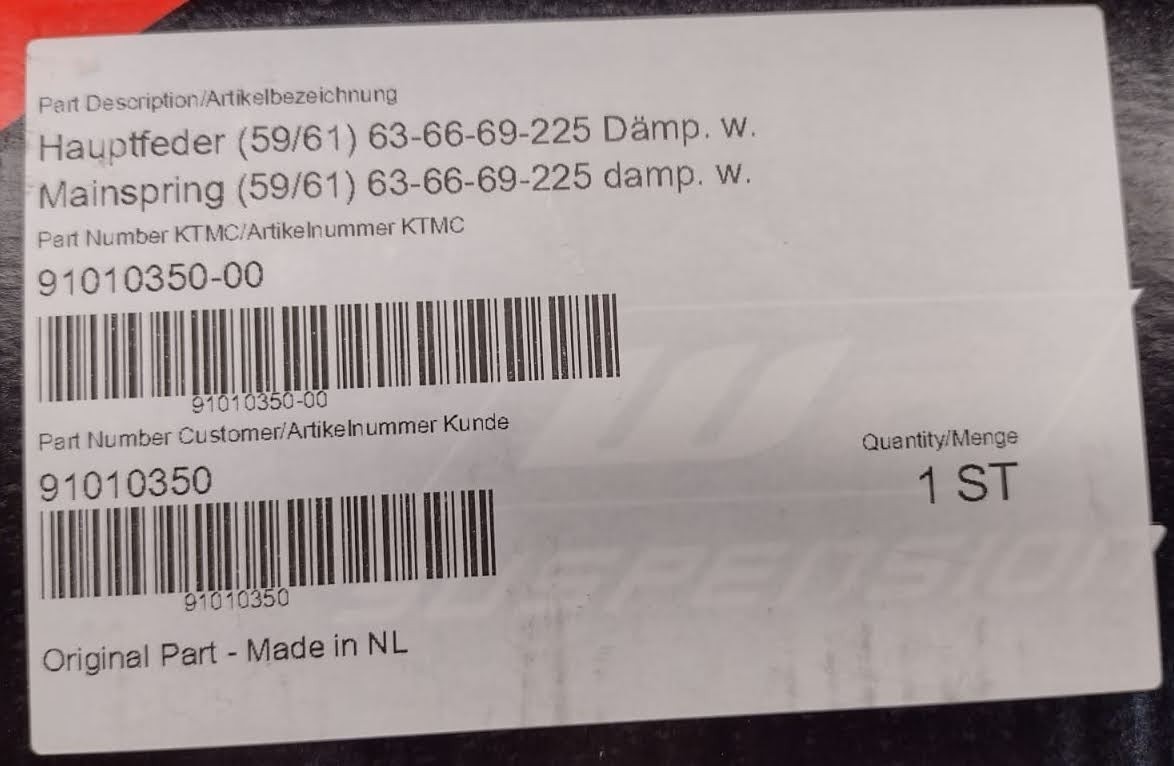 Part Description/Artikelbezeichnung
Hauptfeder (59/61) 63-66-69-225 Dämp. w.
Mainspring (59/61) 63-66-69-225 damp. w.
Part Number KTMC/Artikelnummer KTMC
91010350-00
91010350-00
Part Number Customer/Artikelnummer Kunde
91010350
Quantity/Menge
1 ST
91010350
SUSPENSION
Original Part - Made in NL